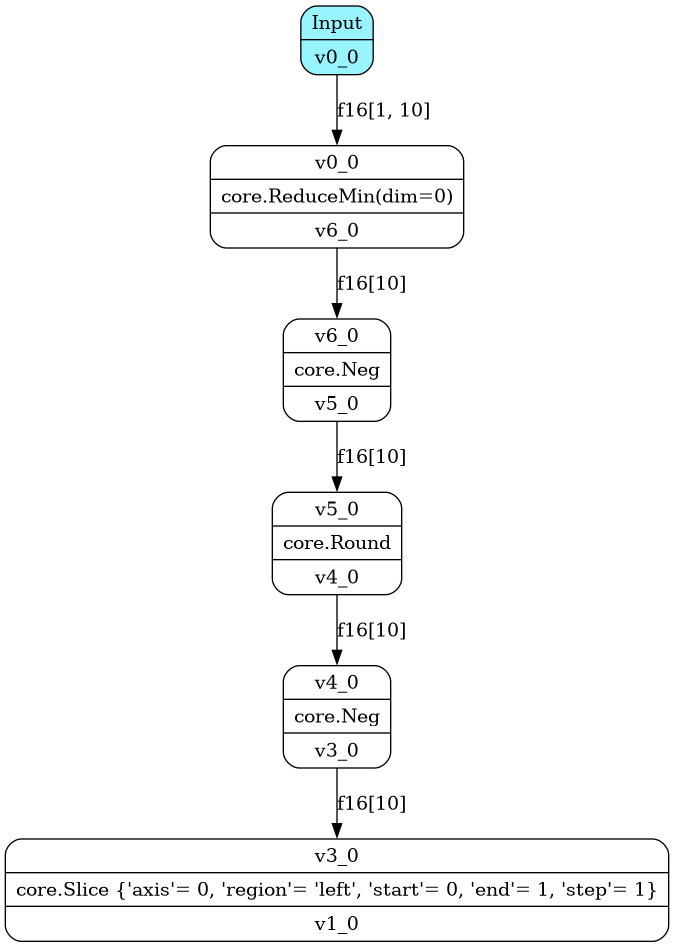 Input
v0_0
f16[1, 10]
v0_0
core.ReduceMin(dim=0)
v6_0
f16[10]
v6_0
core.Neg
v5_0
f16[10]
v5_0
core.Round
v4_0
f16[10]
v4_0
core.Neg
v3_0
f16[10]
v3_0
core.Slice {'axis'= 0, 'region'= 'left', 'start'= 0, 'end'= 1, 'step'= 1}
v1_0